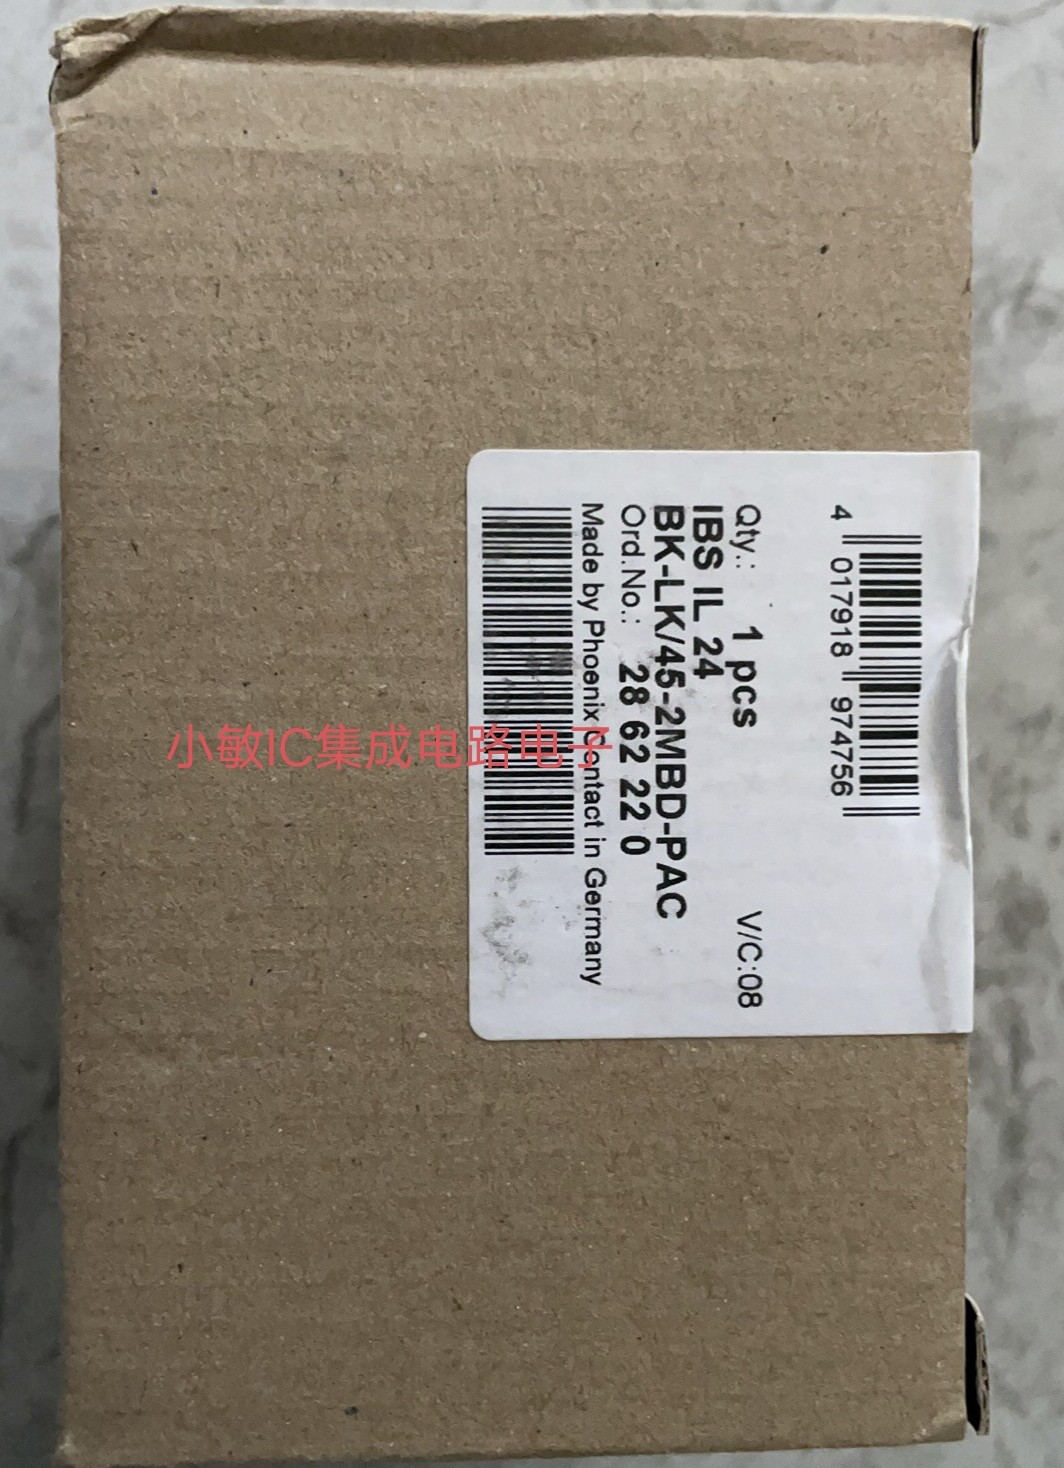 4 017918 974756
Qty.: 1 pcs V/C:08
IBS IL 24
BK-LK/45-2MBD-PAC
Ord.No.: 28 62 22 0
Made by Phoenix Contact in Germany
小敏IC集成电路电子